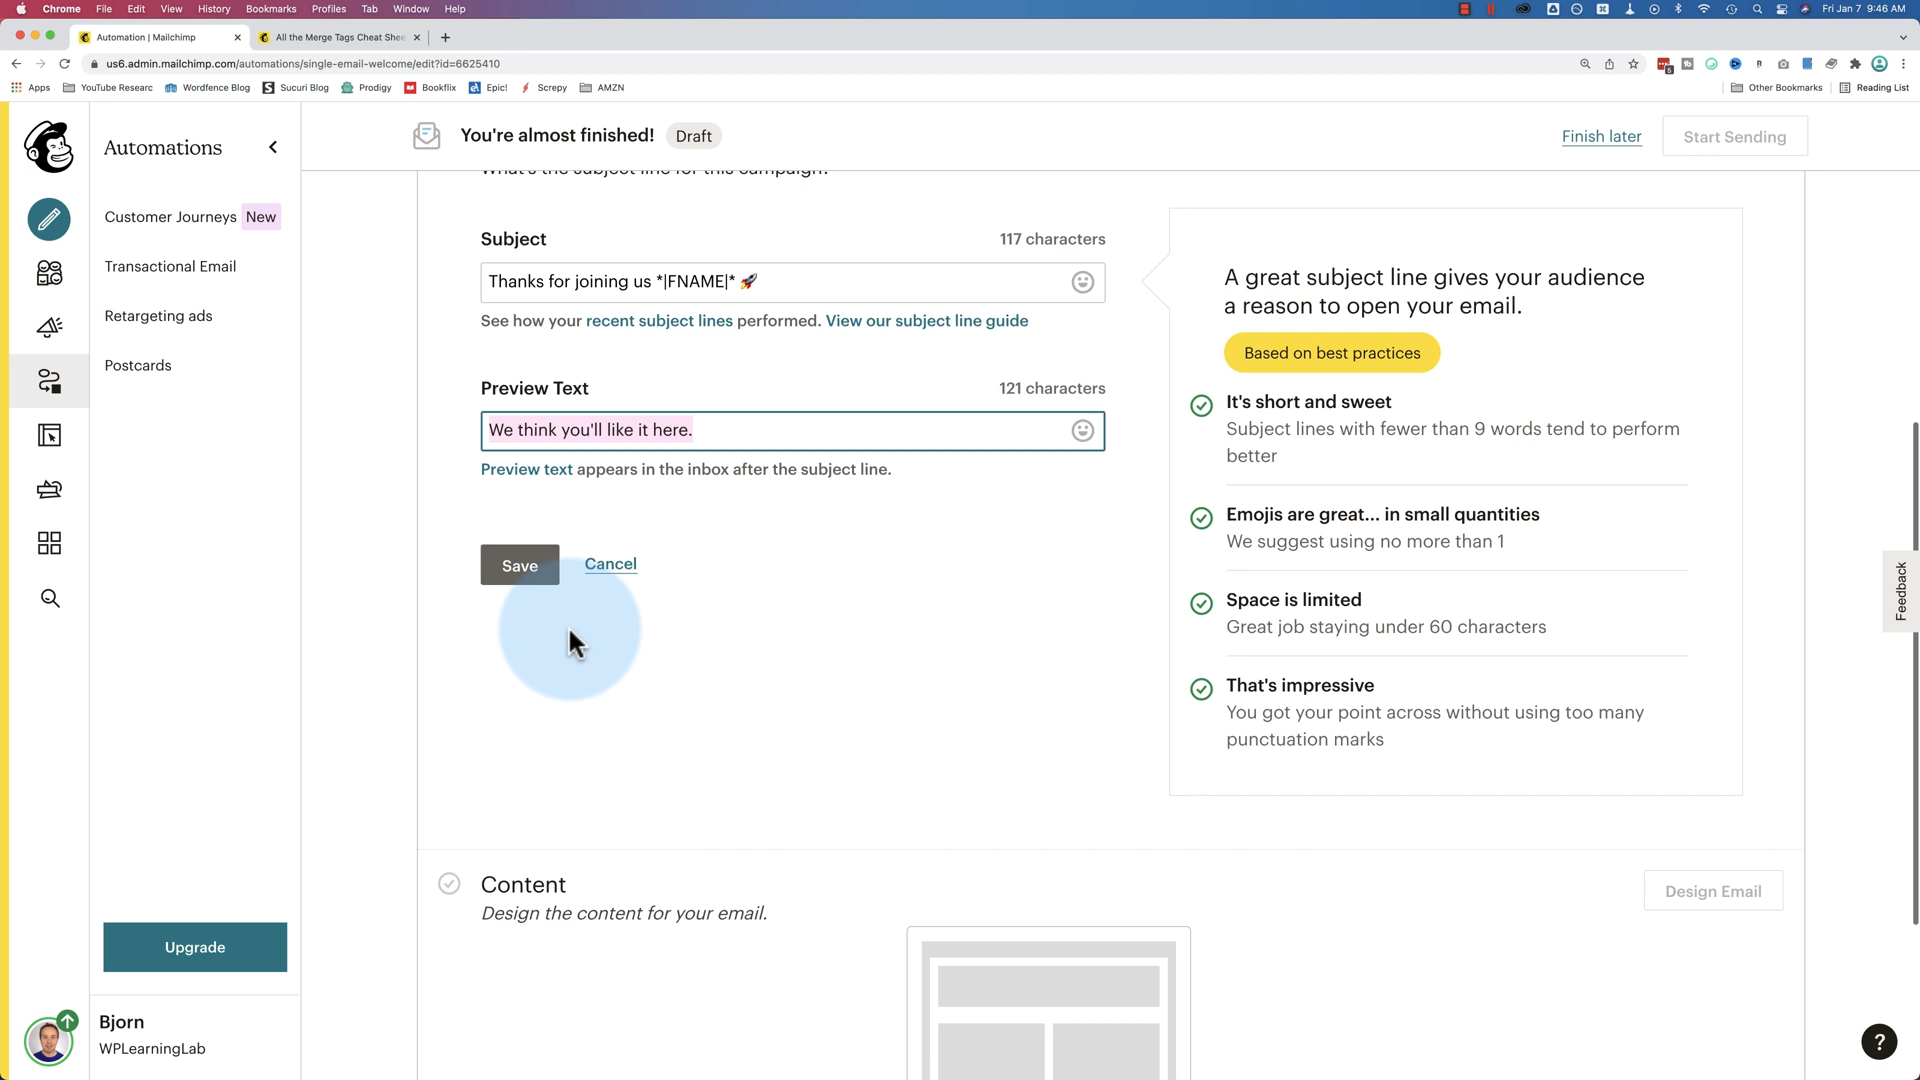 Chrome File Edit View History Bookmarks Profiles Tab Window Help
Fri Jan 7 9:46 AM
Automation | Mailchimp
All the Merge Tags Cheat Shee
us6.admin.mailchimp.com/automations/single-email-welcome/edit?id=6625410
5
Apps
YouTube Researc
Wordfence Blog
Sucuri Blog
Prodigy
Bookflix
Epic!
Screpy
AMZN
Other Bookmarks
Reading List
Automations
Customer Journeys New
Transactional Email
Retargeting ads
Postcards
Upgrade
Bjorn
WPLearningLab
You're almost finished! Draft
Finish later
Start Sending
What's the subject line for this campaign?
Subject
117 characters
Thanks for joining us *|FNAME|* 🚀
See how your recent subject lines performed. View our subject line guide
Preview Text
121 characters
We think you'll like it here.
Preview text appears in the inbox after the subject line.
Save
Cancel
A great subject line gives your audience
a reason to open your email.
Based on best practices
It's short and sweet
Subject lines with fewer than 9 words tend to perform
better
Emojis are great... in small quantities
We suggest using no more than 1
Space is limited
Great job staying under 60 characters
That's impressive
You got your point across without using too many
punctuation marks
Content
Design the content for your email.
Design Email
Feedback
?